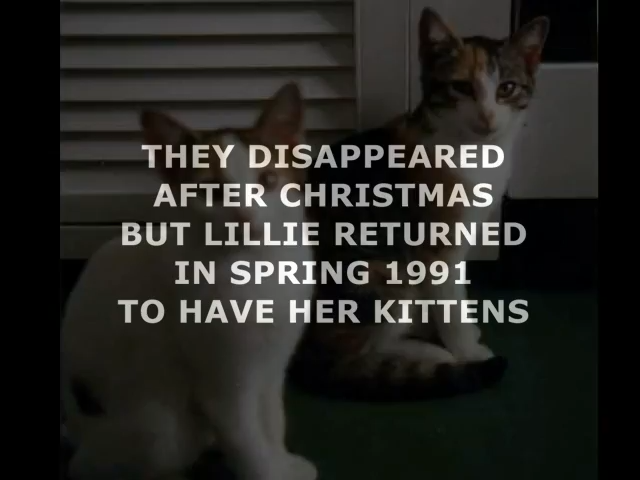 THEY DISAPPEARED
AFTER CHRISTMAS
BUT LILLIE RETURNED
IN SPRING 1991
TO HAVE HER KITTENS